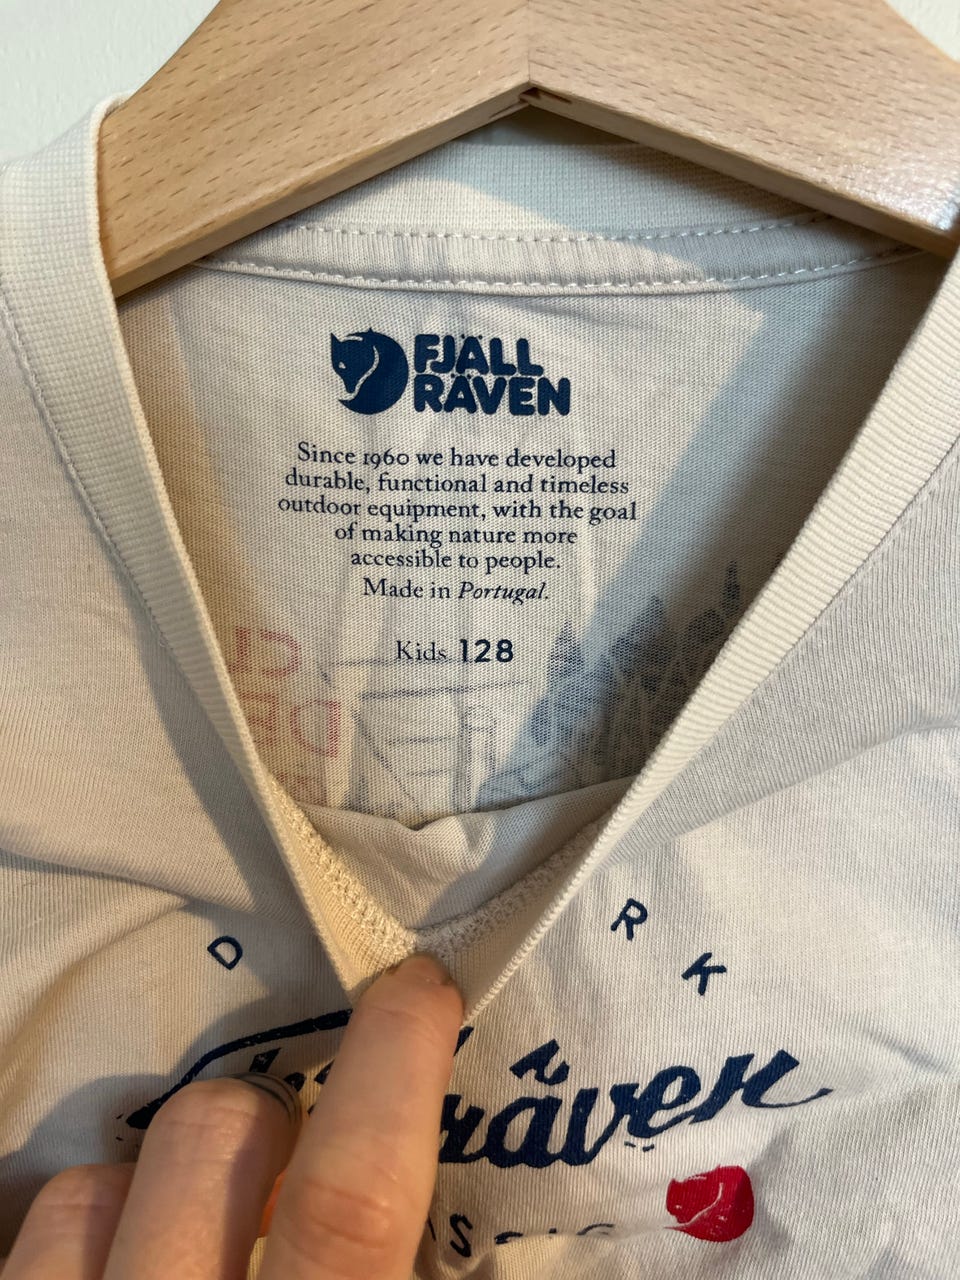 FJÄLL
RÄVEN
Since 1960 we have developed
durable, functional and timeless
outdoor equipment, with the goal
of making nature more
accessible to people.
Made in Portugal.
Kids 128
D
R K